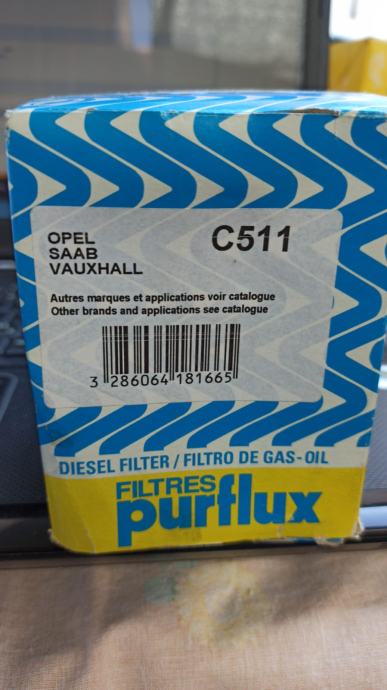 OPEL
SAAB
VAUXHALL
C511
Autres marques et applications voir catalogue
Other brands and applications see catalogue
3 286064 181665
DIESEL FILTER / FILTRO DE GAS-OIL
FILTRES
purflux